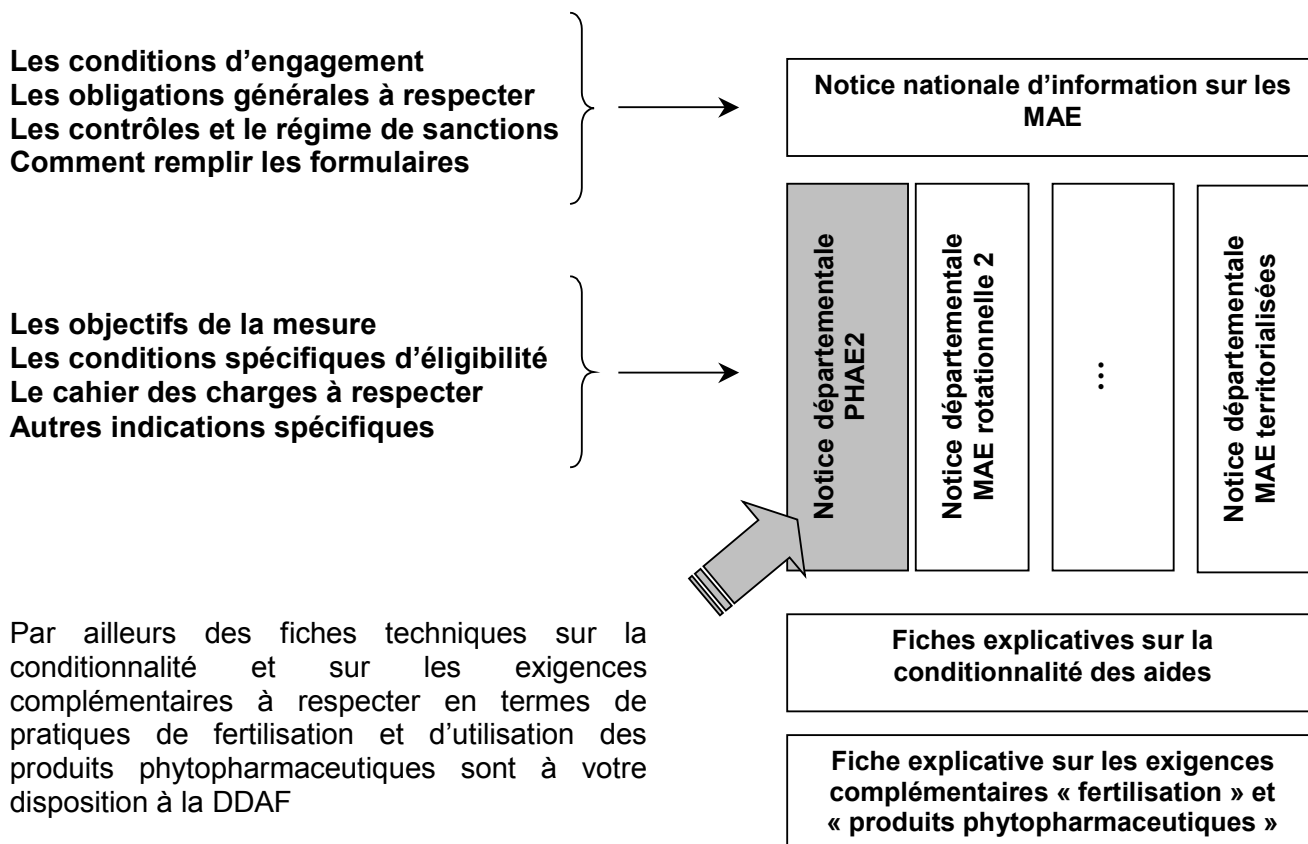 Les conditions d'engagement
Les obligations générales à respecter
Les contrôles et le régime de sanctions
Comment remplir les formulaires
Notice nationale d'information sur les
MAE
Les objectifs de la mesure
Les conditions spécifiques d'éligibilité
Le cahier des charges à respecter
Autres indications spécifiques
Notice départementale
PHAE2
Notice départementale
MAE rotationnelle 2
...
Notice départementale
MAE territorialisées
Par ailleurs des fiches techniques sur la
conditionnalité et sur les exigences
complémentaires à respecter en termes de
pratiques de fertilisation et d'utilisation des
produits phytopharmaceutiques sont à votre
disposition à la DDAF
Fiches explicatives sur la
conditionnalité des aides
Fiche explicative sur les exigences
complémentaires « fertilisation » et
« produits phytopharmaceutiques »